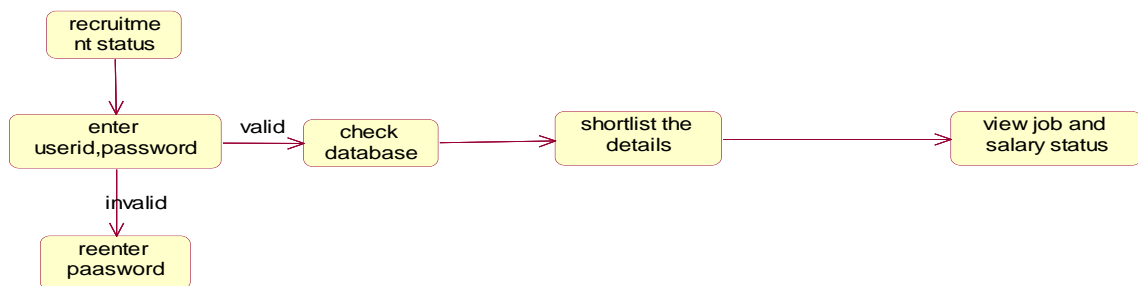 recruitme
nt status
enter
userid,password
valid
check
database
shortlist the
details
view job and
salary status
invalid
reenter
paasword